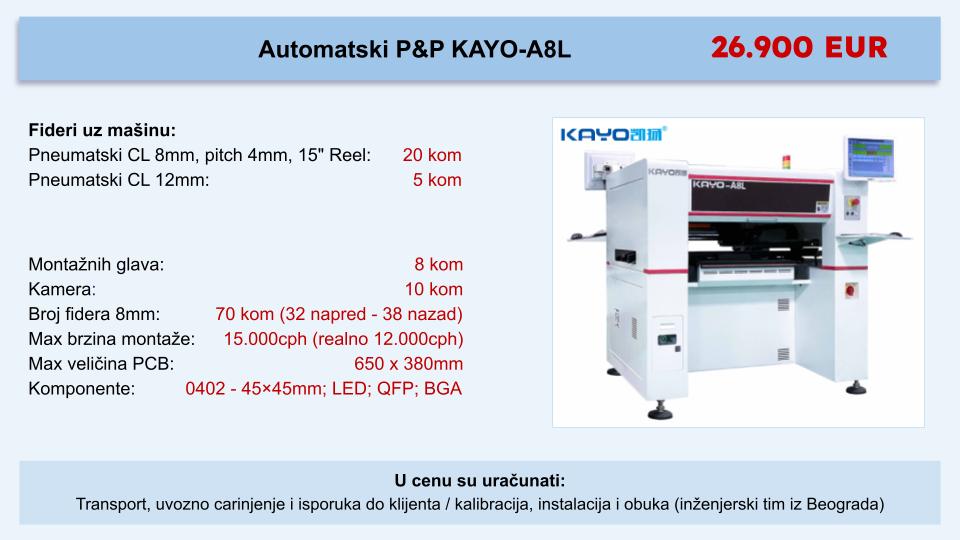 Automatski P&P KAYO-A8L
26.900 EUR
Fideri uz mašinu:
Pneumatski CL 8mm, pitch 4mm, 15" Reel: 20 kom
Pneumatski CL 12mm: 5 kom
Montažnih glava: 8 kom
Kamera: 10 kom
Broj fidera 8mm: 70 kom (32 napred - 38 nazad)
Max brzina montaže: 15.000cph (realno 12.000cph)
Max veličina PCB: 650 x 380mm
Komponente: 0402 - 45×45mm; LED; QFP; BGA
KAYO凯扬®
KAYO凯扬
KAYO-A8L
U cenu su uračunati:
Transport, uvozno carinjenje i isporuka do klijenta / kalibracija, instalacija i obuka (inženjerski tim iz Beograda)